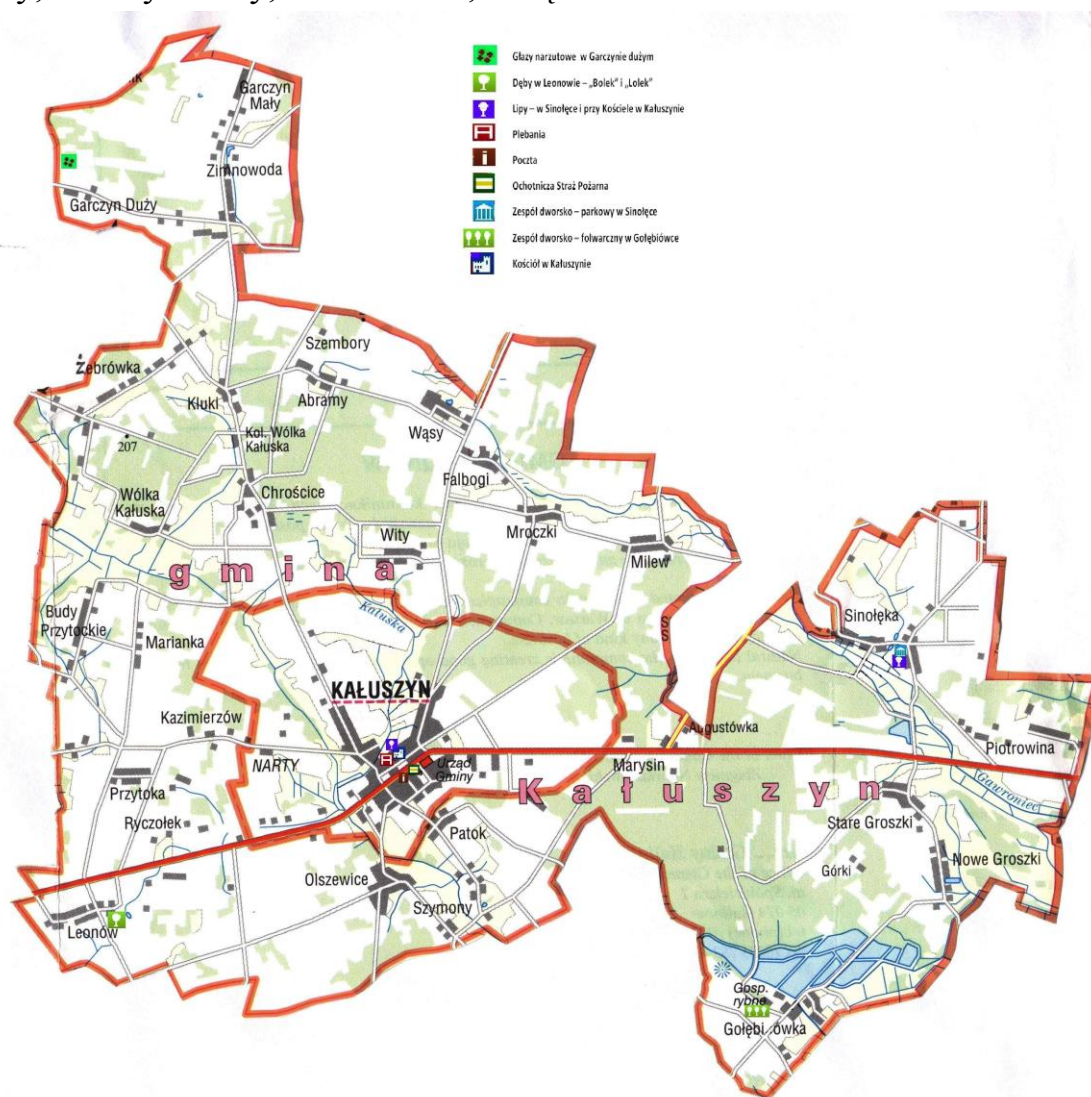 Głazy narzutowe w Garczynie dużym
Dęby w Leonowie – „Bolek” i „Lolek”
Lipy – w Sinołęce i przy Kościele w Kałuszynie
Plebania
Poczta
Ochotnicza Straż Pożarna
Zespół dworsko – parkowy w Sinołęce
Zespół dworsko – folwarczny w Gołębiówce
Kościół w Kałuszynie
Garczyn
Mały
Zimnowoda
Garczyn Duży
Szembory
Żebrówka
Kluki
Abramy
Wąsy
Kol. Wólka
Kałuska
207
Falbogi
Wólka
Kałuska
Chrościce
Wity
Mroczki
Milew
gmina
Budy
Przytockie
Marianka
Kałuska
Sinołęka
KAŁUSZYN
Kazimierzów
NARTY
Urząd
Gminy
Augustówka
Marysin
Piotrowina
Kałuszyn
Gawroniec
Przytoka
Ryczołek
Patok
Stare Groszki
Olszewice
Górki
Nowe Groszki
Szymony
Leonów
Gosp.
rybne
Gołębi ówka